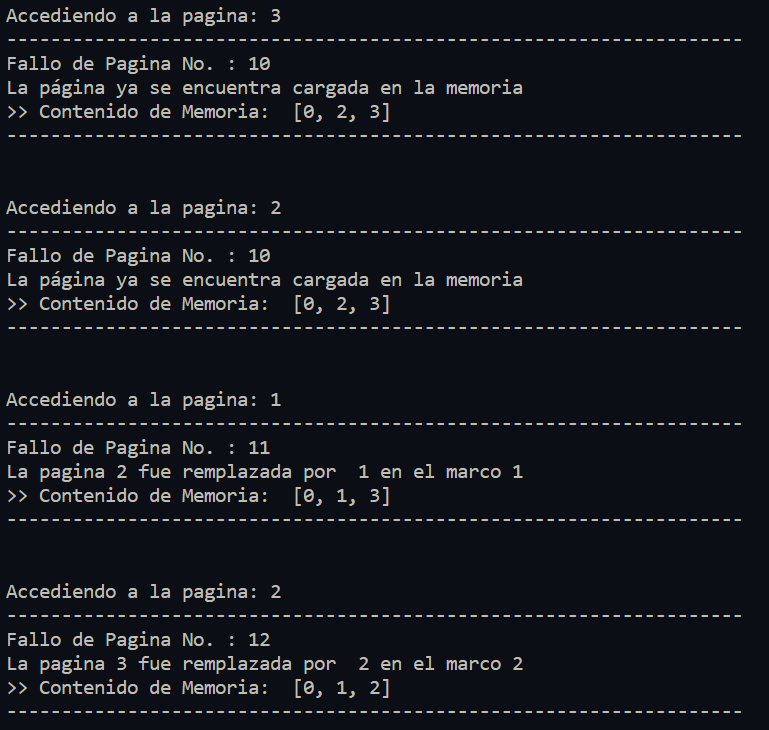 Accediendo a la pagina: 3
-------------------------------------------------------------------
Fallo de Pagina No. : 10
La página ya se encuentra cargada en la memoria
>> Contenido de Memoria:  [0, 2, 3]
-------------------------------------------------------------------
Accediendo a la pagina: 2
-------------------------------------------------------------------
Fallo de Pagina No. : 10
La página ya se encuentra cargada en la memoria
>> Contenido de Memoria:  [0, 2, 3]
-------------------------------------------------------------------
Accediendo a la pagina: 1
-------------------------------------------------------------------
Fallo de Pagina No. : 11
La pagina 2 fue remplazada por  1 en el marco 1
>> Contenido de Memoria:  [0, 1, 3]
-------------------------------------------------------------------
Accediendo a la pagina: 2
-------------------------------------------------------------------
Fallo de Pagina No. : 12
La pagina 3 fue remplazada por  2 en el marco 2
>> Contenido de Memoria:  [0, 1, 2]
-------------------------------------------------------------------